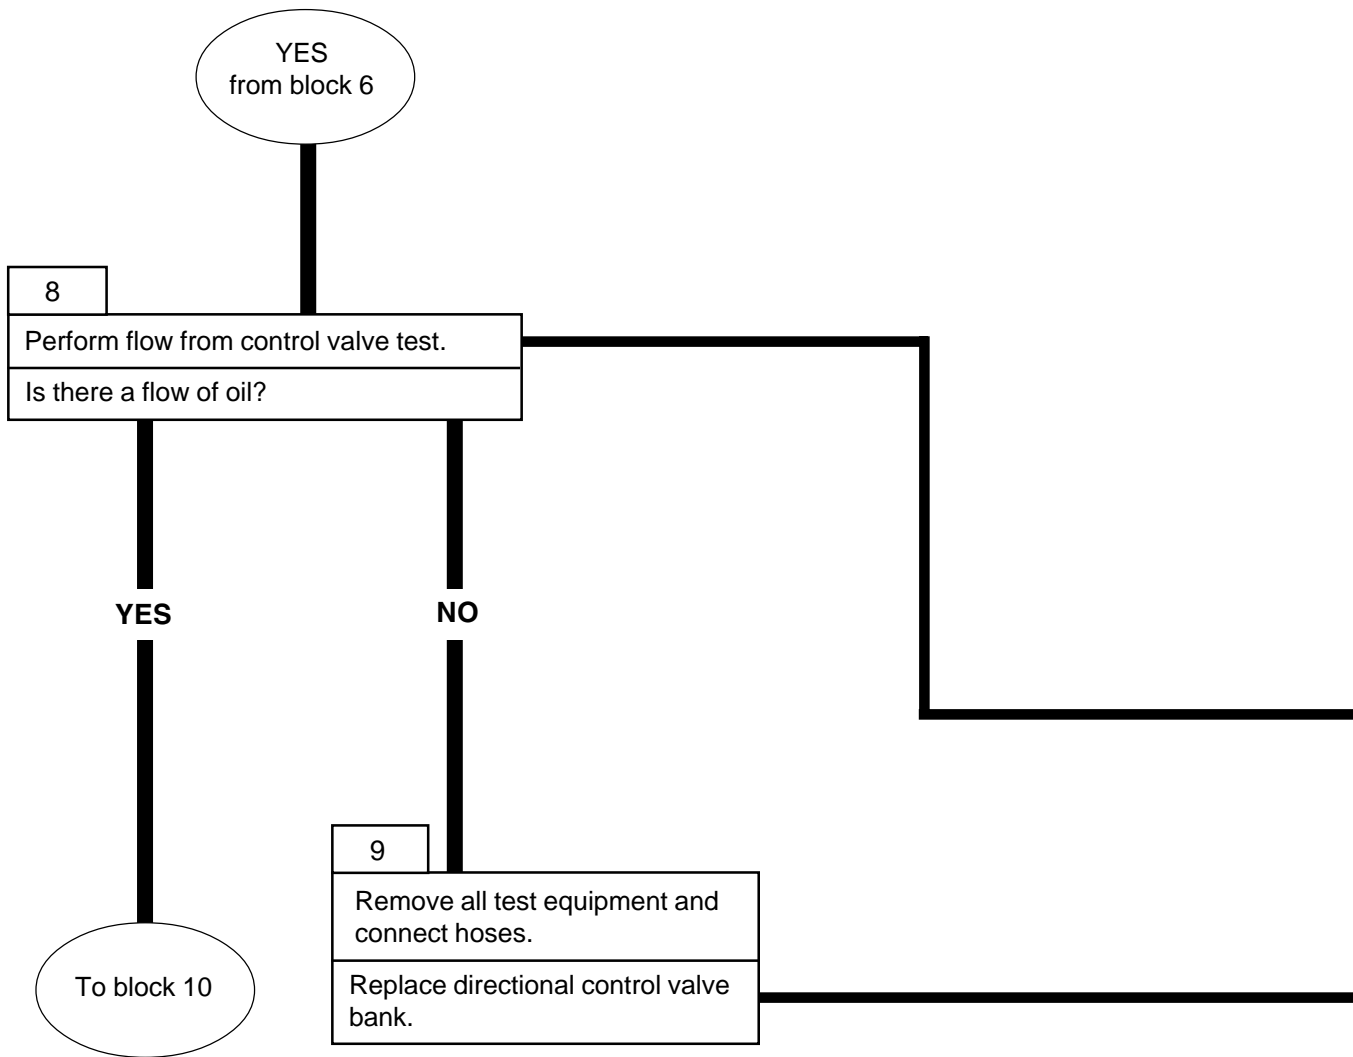 YES
from block 6
8
Perform flow from control valve test.
Is there a flow of oil?
YES
NO
9
Remove all test equipment and
connect hoses.
Replace directional control valve
bank.
To block 10